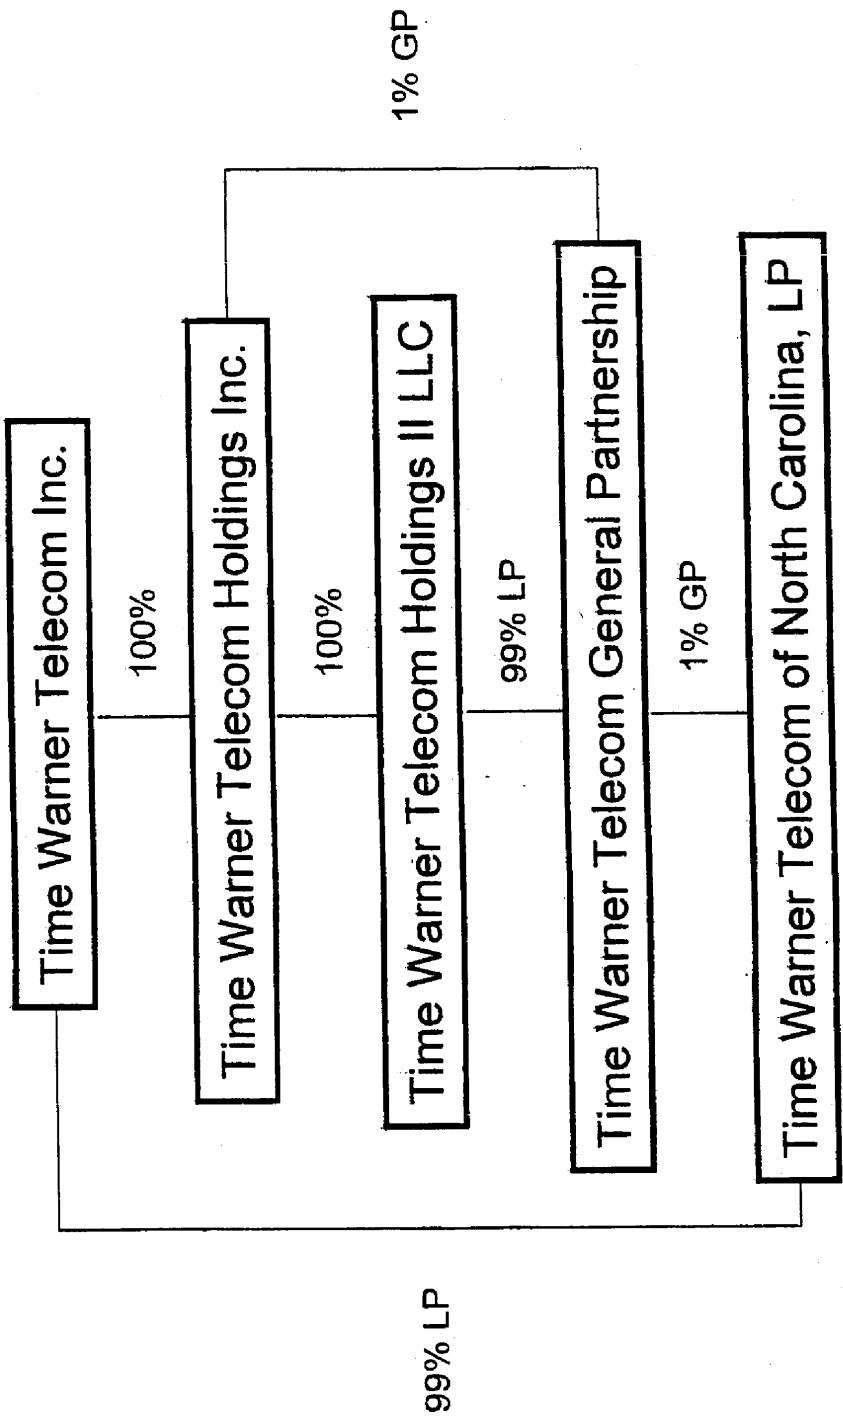 Time Warner Telecom Inc.
100%
Time Warner Telecom Holdings Inc.
100%
Time Warner Telecom Holdings II LLC
99% LP
1% GP
99% LP
Time Warner Telecom General Partnership
1% GP
Time Warner Telecom of North Carolina, LP